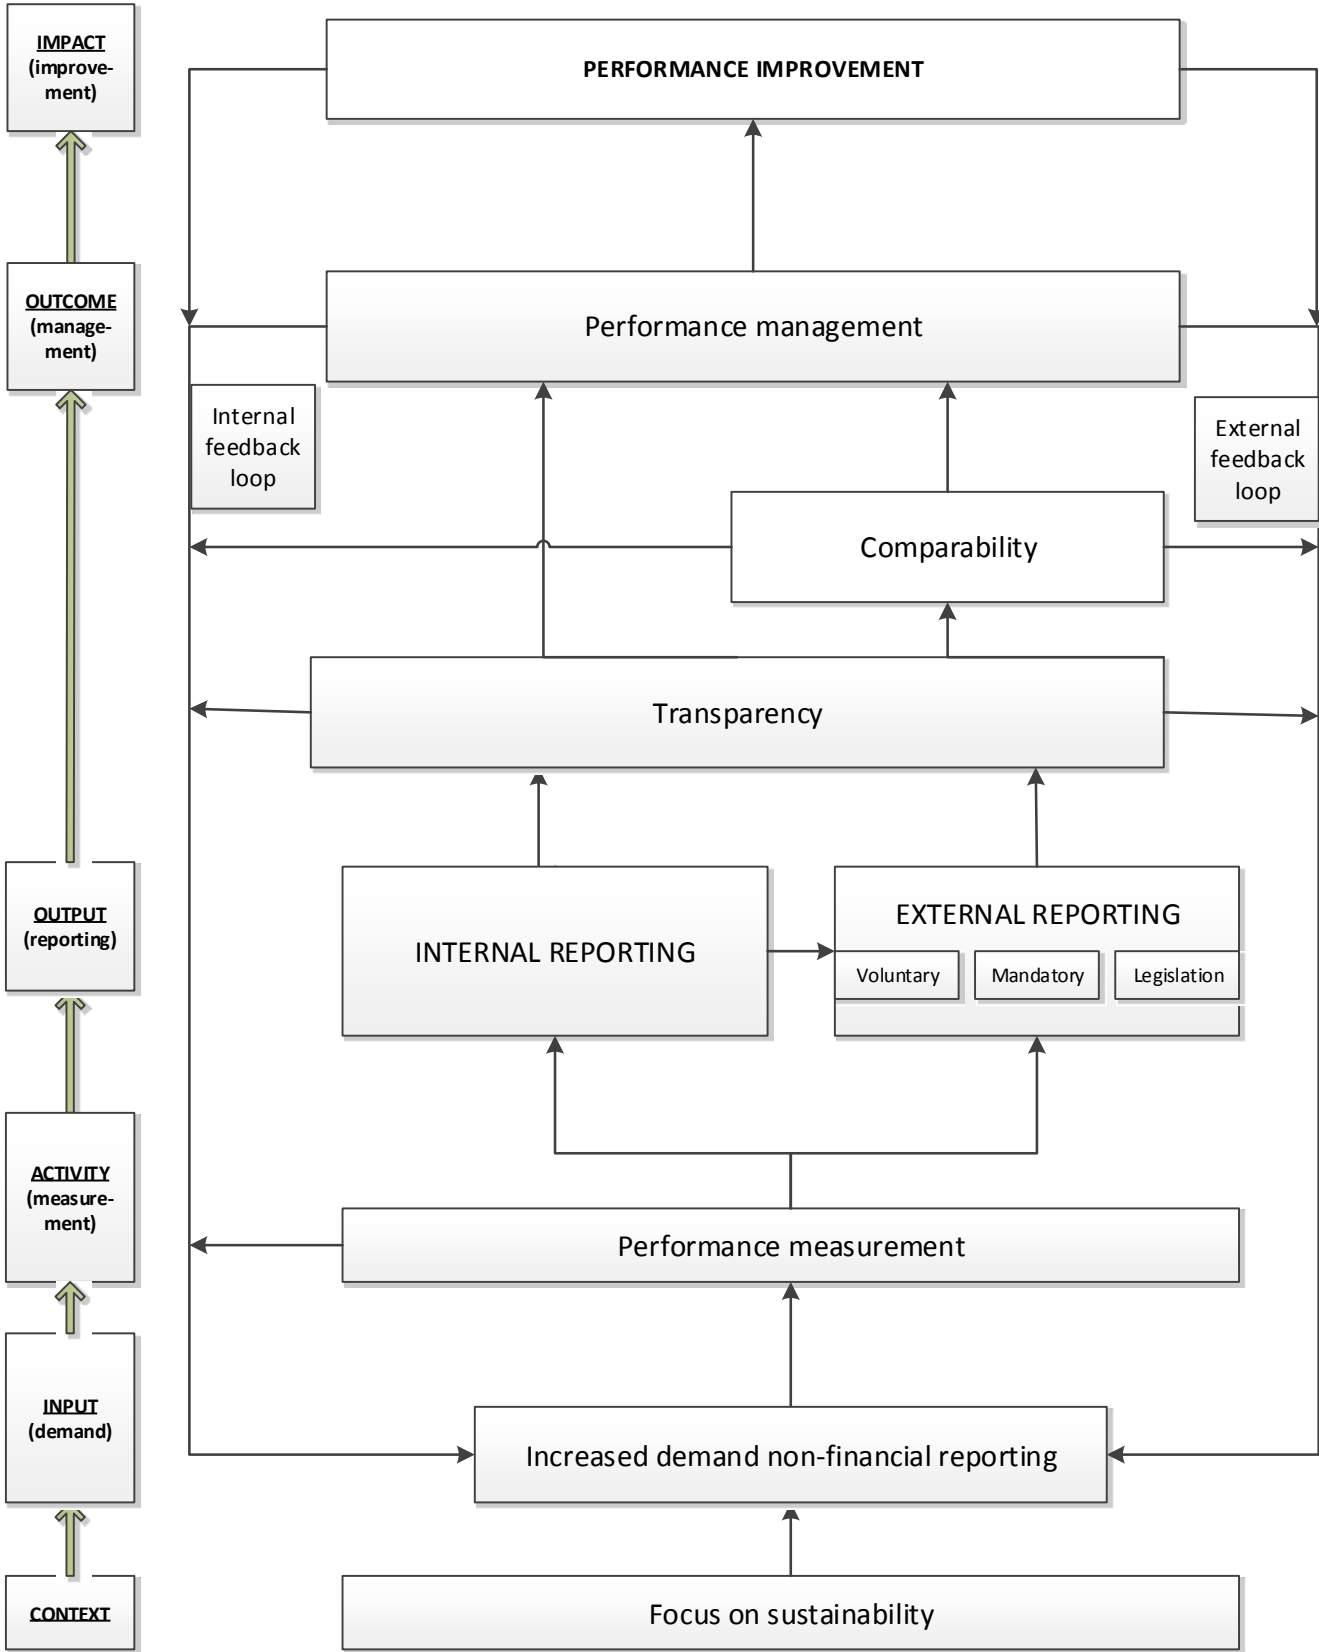 IMPACT
(improve-
ment)
PERFORMANCE IMPROVEMENT
OUTCOME
(manage-
ment)
Performance management
Internal
feedback
loop
External
feedback
loop
Comparability
Transparency
OUTPUT
(reporting)
INTERNAL REPORTING
EXTERNAL REPORTING
Voluntary
Mandatory
Legislation
ACTIVITY
(measure-
ment)
Performance measurement
INPUT
(demand)
Increased demand non-financial reporting
CONTEXT
Focus on sustainability